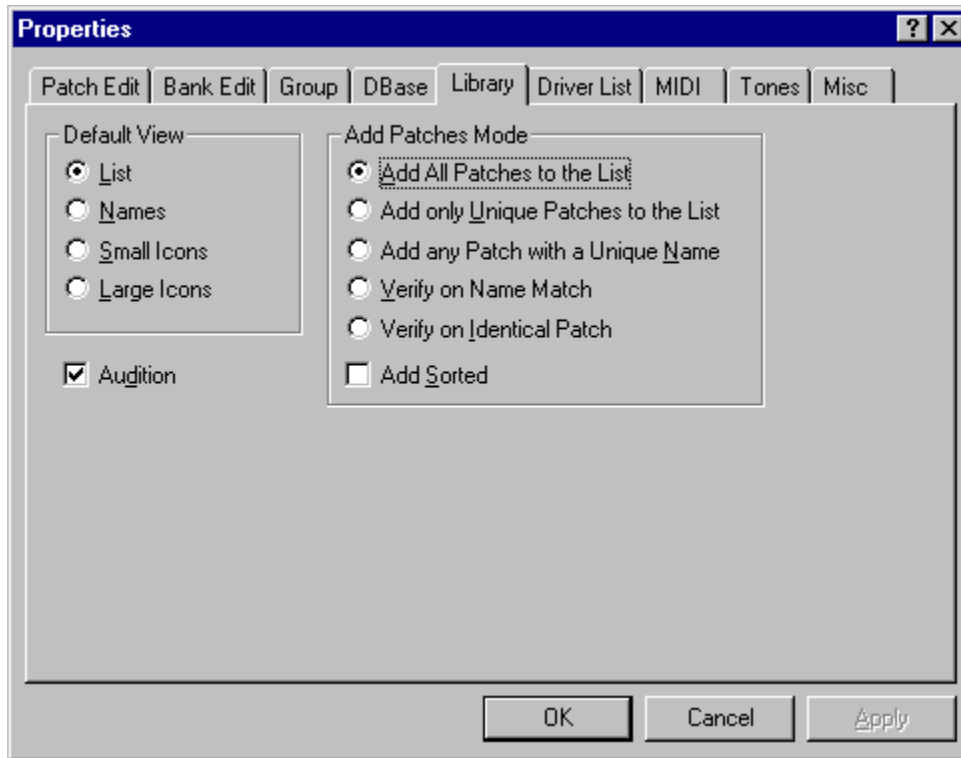 Properties
Patch Edit Bank Edit Group DBase Library Driver List MIDI Tones Misc
Default View
List
Names
Small Icons
Large Icons
Audition
Add Patches Mode
Add All Patches to the List
Add only Unique Patches to the List
Add any Patch with a Unique Name
Verify on Name Match
Verify on Identical Patch
Add Sorted
OK Cancel Apply